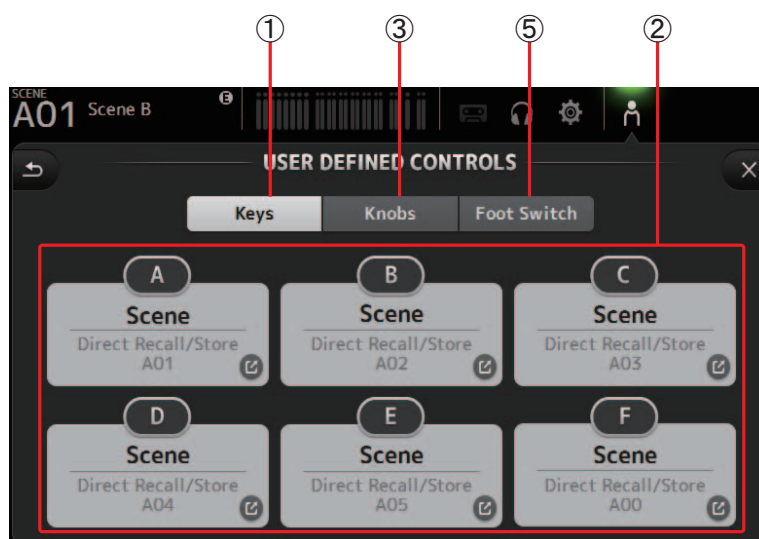 ① ③ ⑤ ②
SCENE
A01 Scene B E
USER DEFINED CONTROLS
Keys Knobs Foot Switch
A B C
Scene Scene Scene
Direct Recall/Store Direct Recall/Store Direct Recall/Store
A01 A02 A03
D E F
Scene Scene Scene
Direct Recall/Store Direct Recall/Store Direct Recall/Store
A04 A05 A00